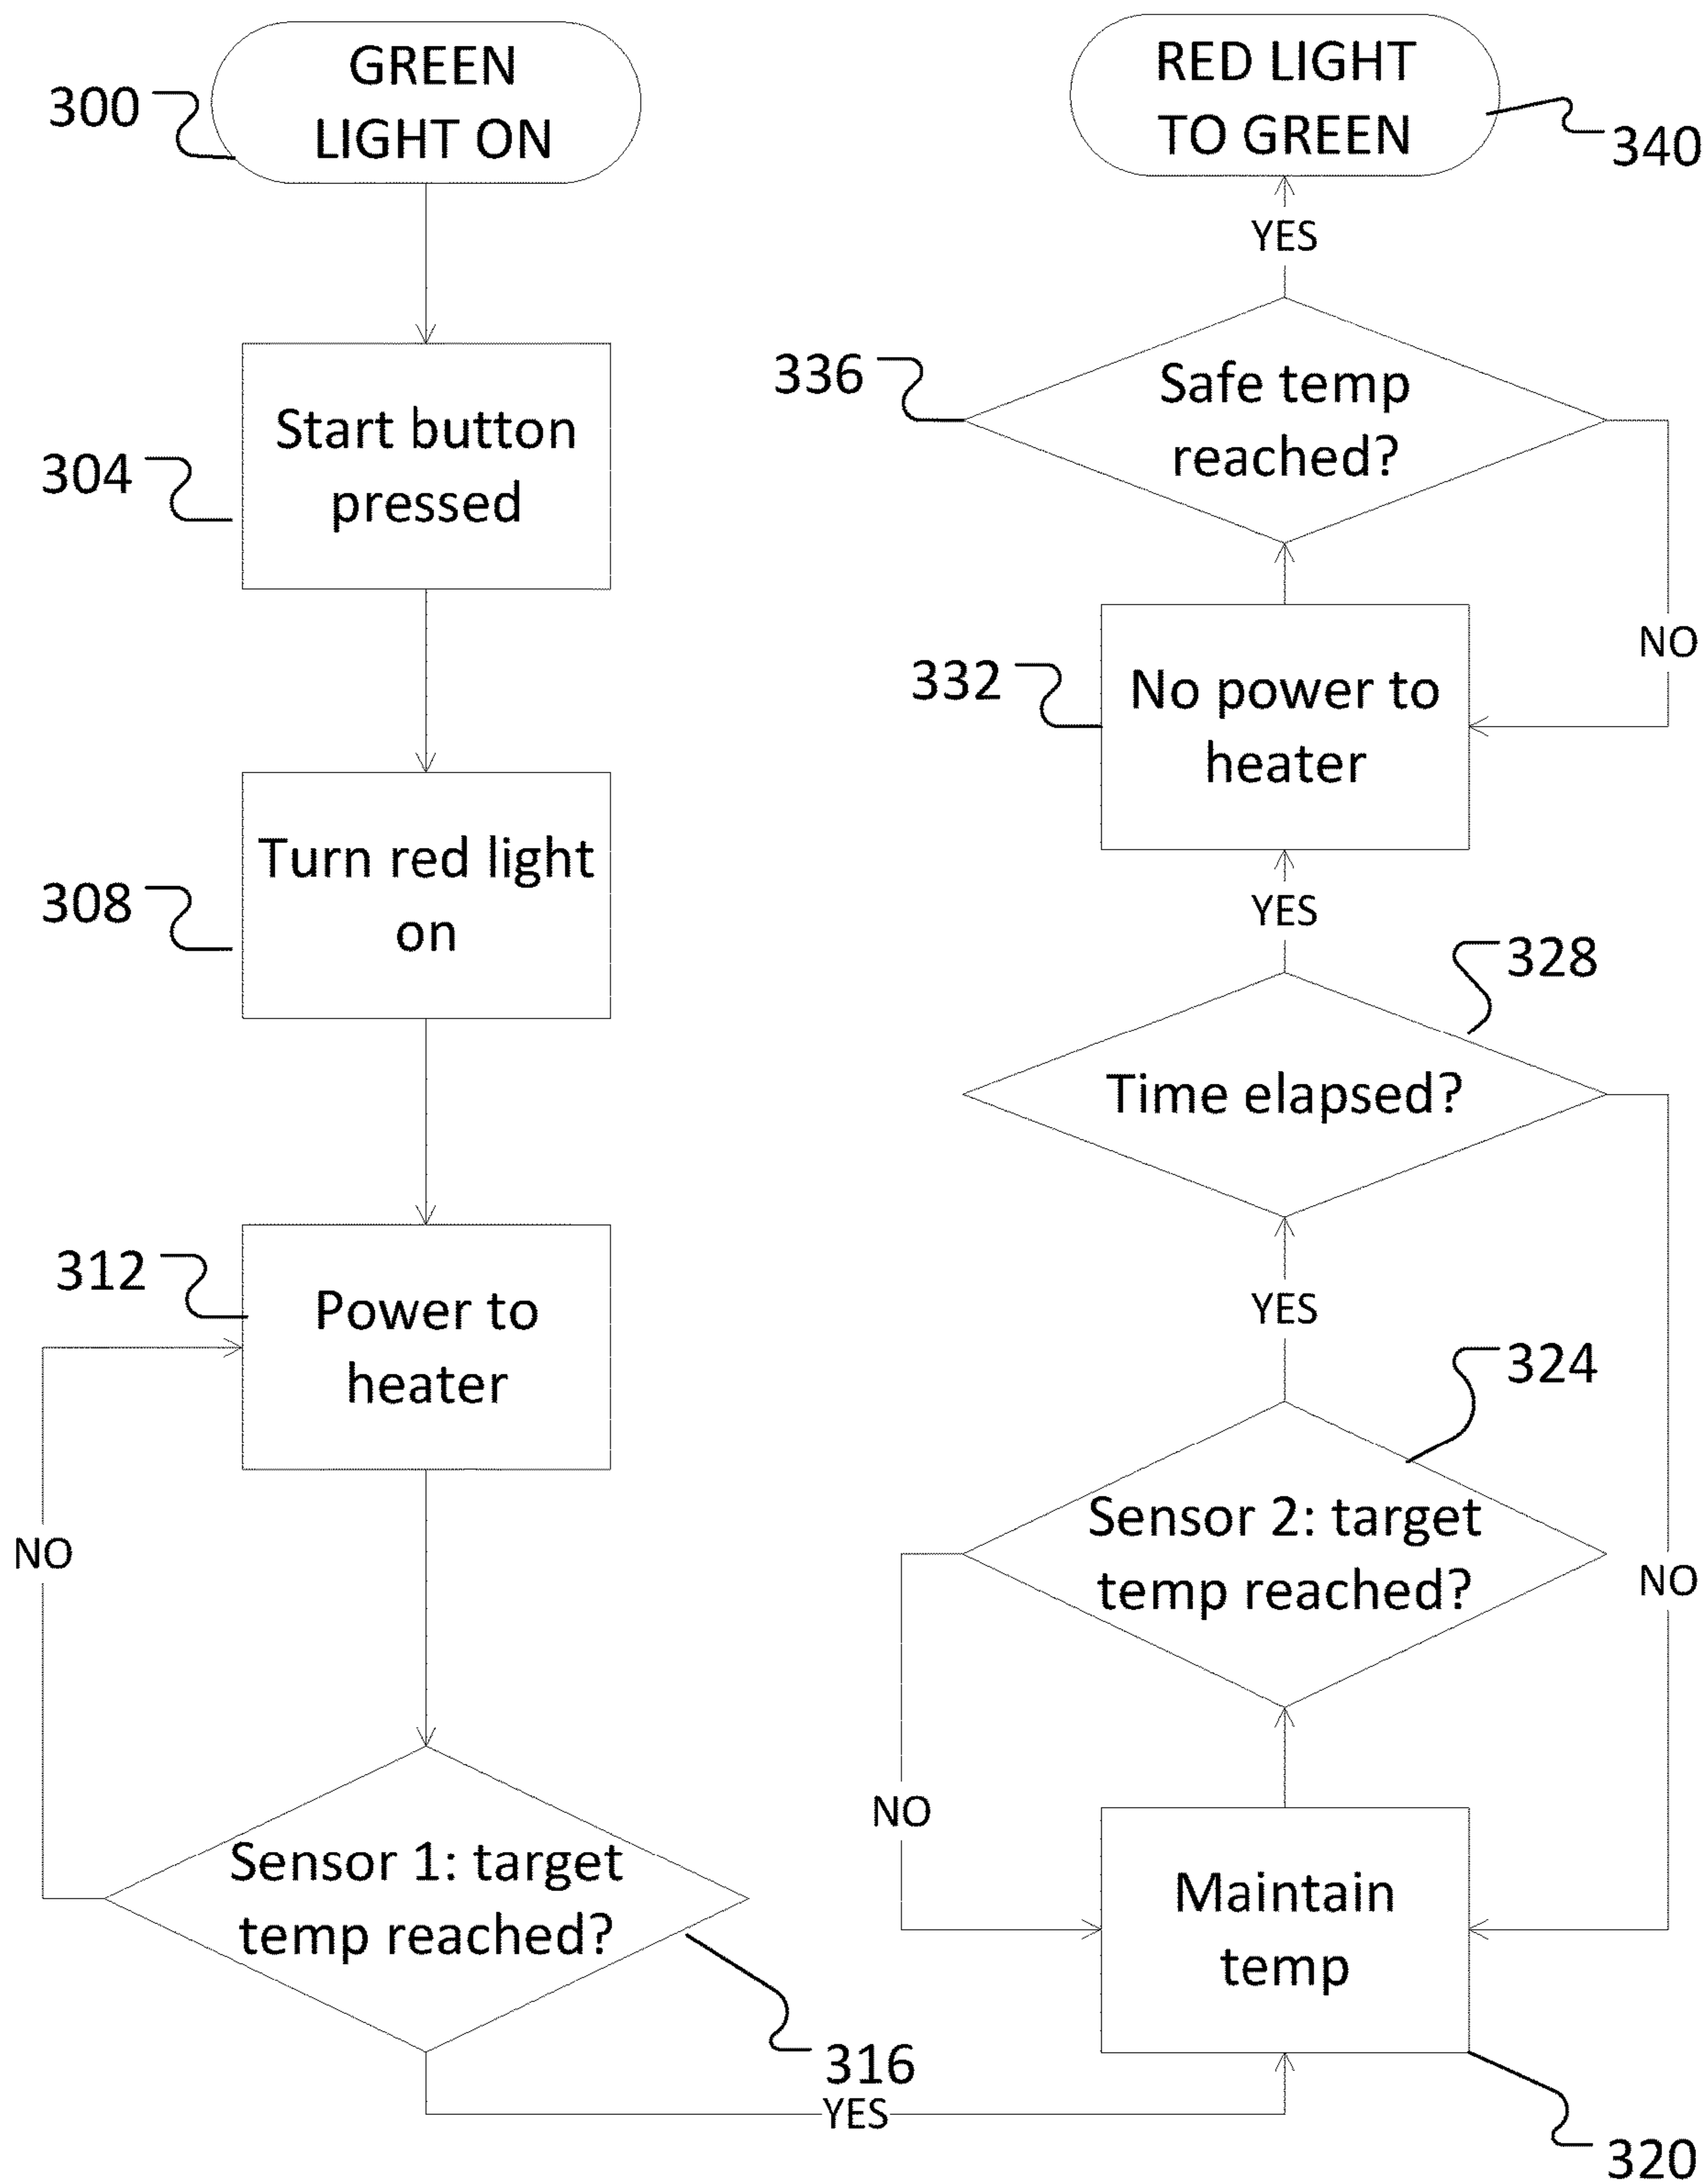 300
GREEN
LIGHT ON
304
Start button
pressed
308
Turn red light
on
312
Power to
heater
NO
Sensor 1: target
temp reached?
316
YES
320
Maintain
temp
NO
Sensor 2: target
temp reached?
324
YES
NO
Time elapsed?
328
YES
332
No power to
heater
336
Safe temp
reached?
NO
YES
RED LIGHT
TO GREEN
340